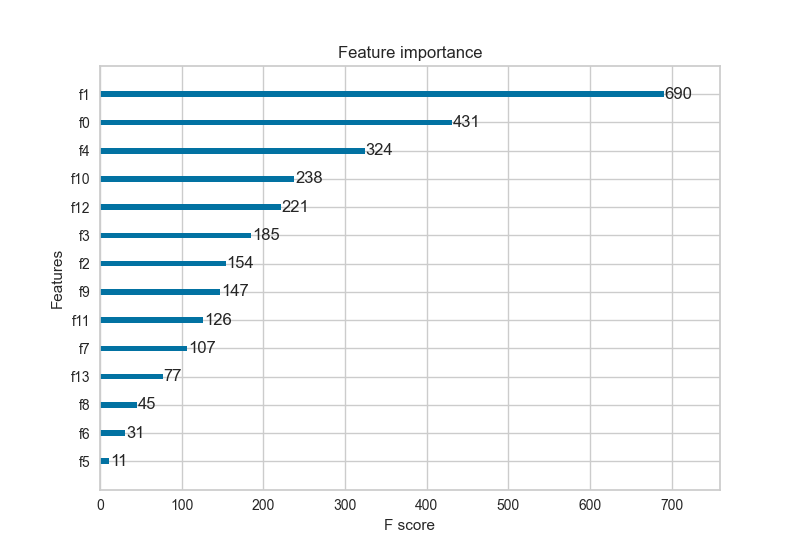 Feature importance
Features
f1 690
f0 431
f4 324
f10 238
f12 221
f3 185
f2 154
f9 147
f11 126
f7 107
f13 77
f8 45
f6 31
f5 11
0 100 200 300 400 500 600 700
F score